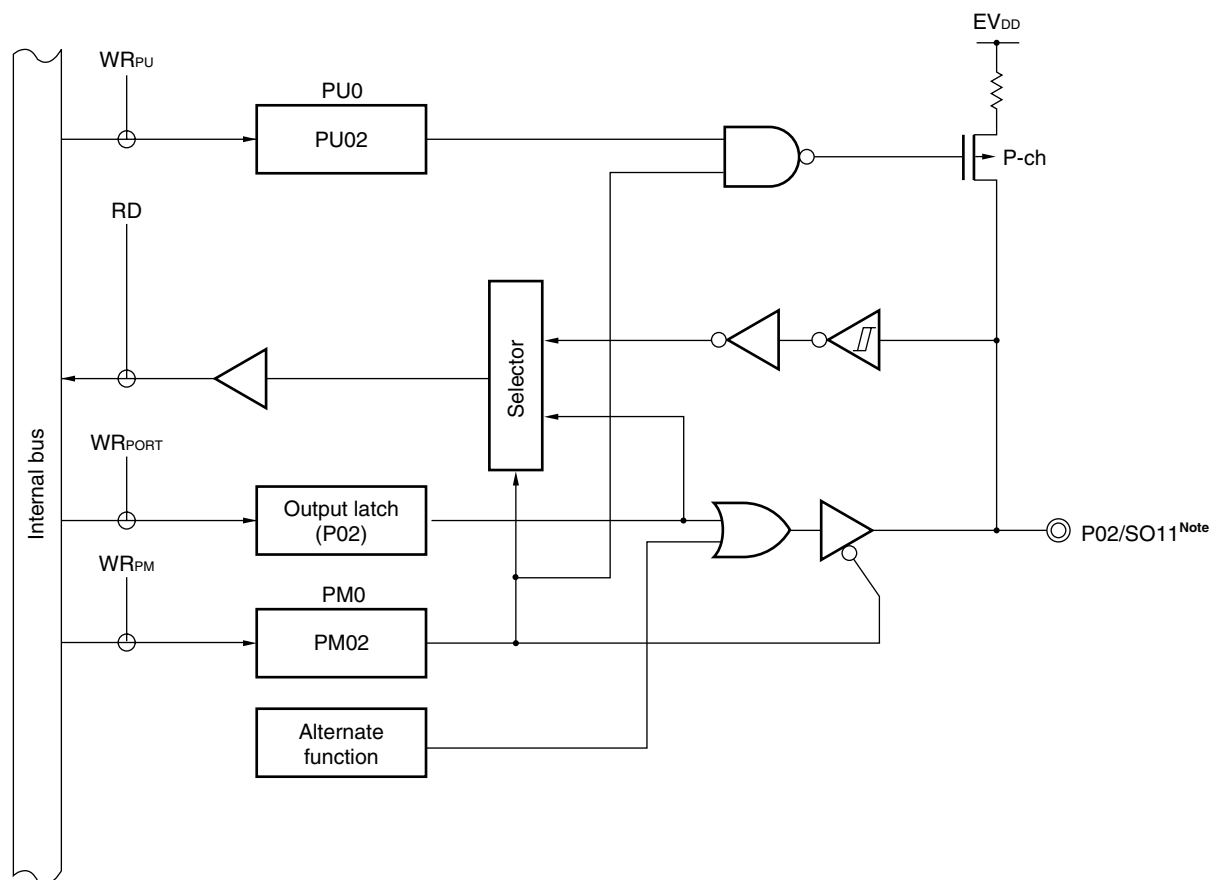 EVDD
WRPU
PU0
PU02
P-ch
RD
Selector
Internal bus
WRPORT
Output latch
(P02)
P02/SO11Note
WRPM
PM0
PM02
Alternate
function